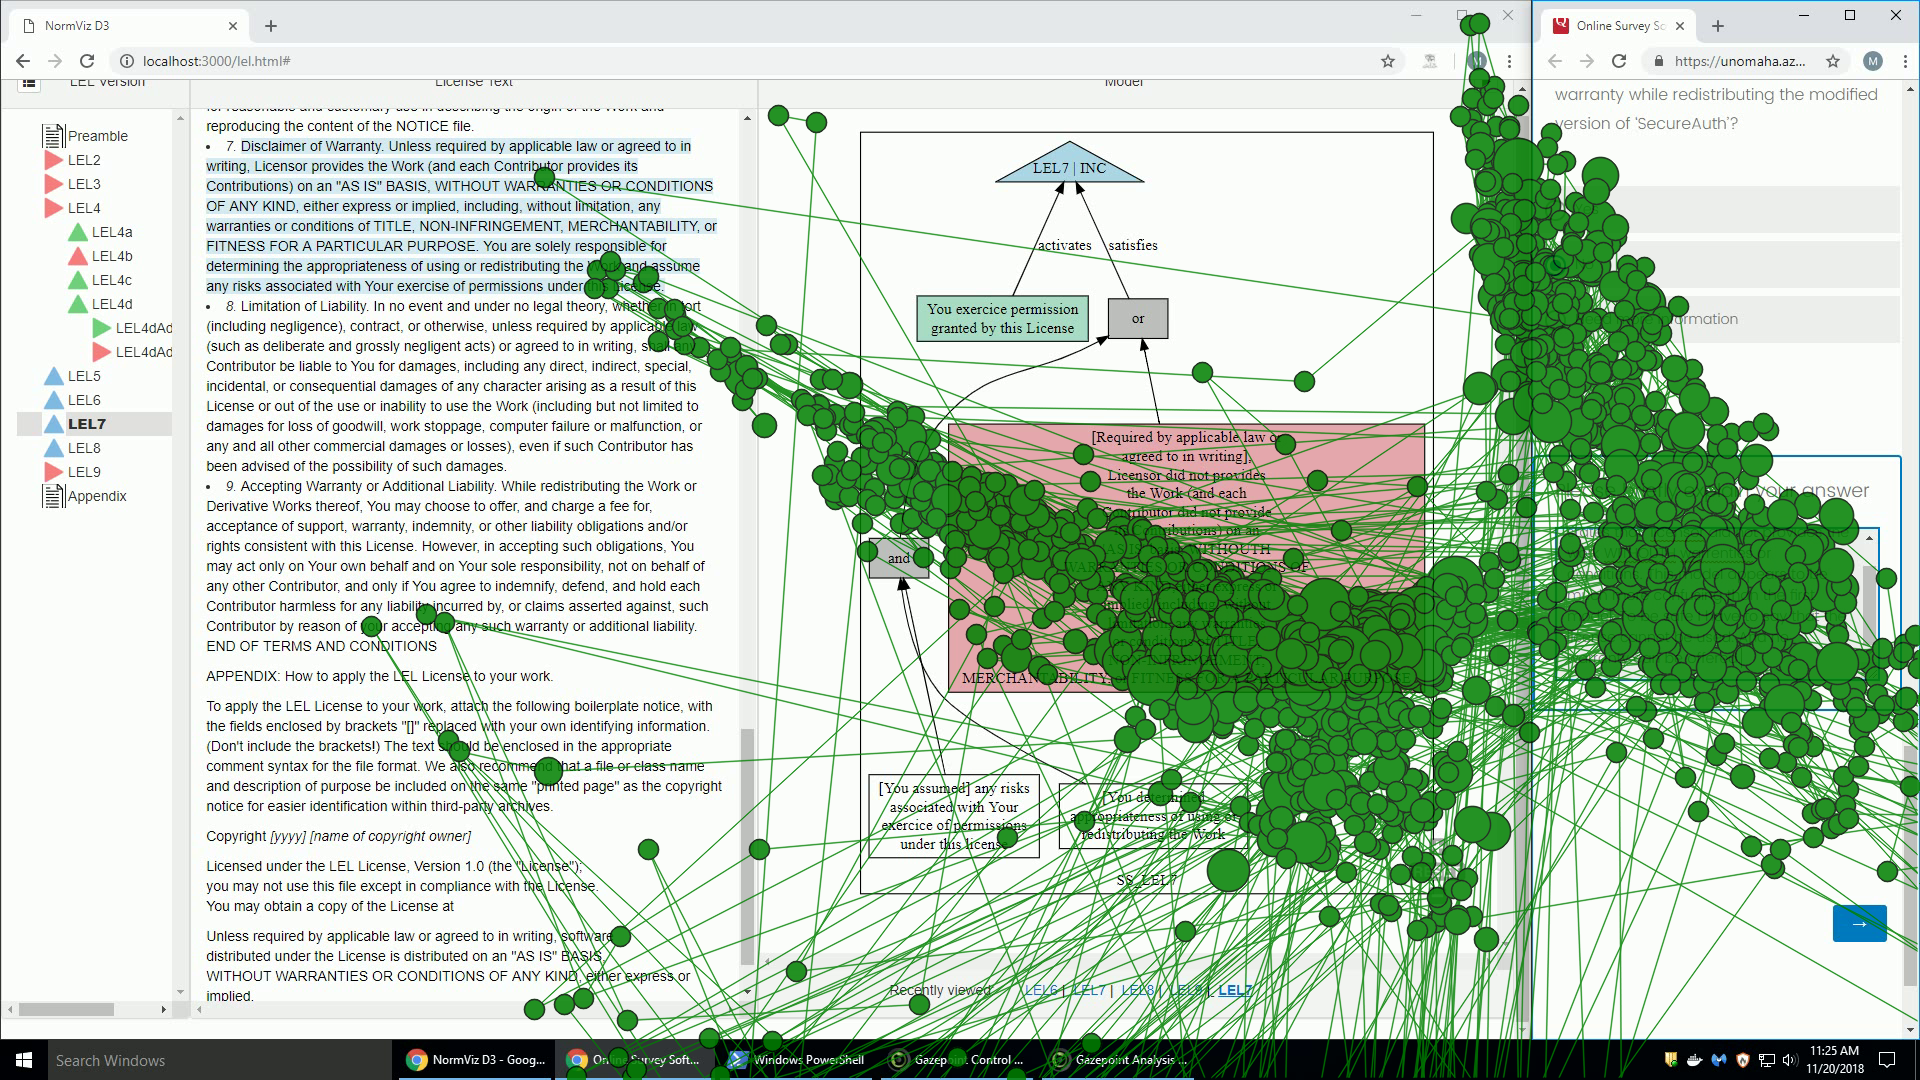 NormViz D3
Online Survey Sc
localhost:3000/lel.html#
https://unomaha.az...
M
M
LEL Version
License Text
Model
Preamble
LEL2
LEL3
LEL4
LEL4a
LEL4b
LEL4c
LEL4d
LEL4dAd
LEL4dAd
LEL5
LEL6
LEL7
LEL8
LEL9
Appendix
for reasonable and customary use in describing the origin of the Work and
reproducing the content of the NOTICE file.
7. Disclaimer of Warranty. Unless required by applicable law or agreed to in
writing, Licensor provides the Work (and each Contributor provides its
Contributions) on an "AS IS" BASIS, WITHOUT WARRANTIES OR CONDITIONS
OF ANY KIND, either express or implied, including, without limitation, any
warranties or conditions of TITLE, NON-INFRINGEMENT, MERCHANTABILITY, or
FITNESS FOR A PARTICULAR PURPOSE. You are solely responsible for
determining the appropriateness of using or redistributing the Work and assume
any risks associated with Your exercise of permissions under this License.
8. Limitation of Liability. In no event and under no legal theory, whether in tort
(including negligence), contract, or otherwise, unless required by applicable law
(such as deliberate and grossly negligent acts) or agreed to in writing, shall any
Contributor be liable to You for damages, including any direct, indirect, special,
incidental, or consequential damages of any character arising as a result of this
License or out of the use or inability to use the Work (including but not limited to
damages for loss of goodwill, work stoppage, computer failure or malfunction, or
any and all other commercial damages or losses), even if such Contributor has
been advised of the possibility of such damages.
9. Accepting Warranty or Additional Liability. While redistributing the Work or
Derivative Works thereof, You may choose to offer, and charge a fee for,
acceptance of support, warranty, indemnity, or other liability obligations and/or
rights consistent with this License. However, in accepting such obligations, You
may act only on Your own behalf and on Your sole responsibility, not on behalf of
any other Contributor, and only if You agree to indemnify, defend, and hold each
Contributor harmless for any liability incurred by, or claims asserted against, such
Contributor by reason of your accepting any such warranty or additional liability.
END OF TERMS AND CONDITIONS
APPENDIX: How to apply the LEL License to your work.
To apply the LEL License to your work, attach the following boilerplate notice, with
the fields enclosed by brackets "[]" replaced with your own identifying information.
(Don't include the brackets!) The text should be enclosed in the appropriate
comment syntax for the file format. We also recommend that a file or class name
and description of purpose be included on the same "printed page" as the copyright
notice for easier identification within third-party archives.
Copyright [yyyy] [name of copyright owner]
Licensed under the LEL License, Version 1.0 (the "License");
you may not use this file except in compliance with the License.
You may obtain a copy of the License at
Unless required by applicable law or agreed to in writing, software
distributed under the License is distributed on an "AS IS" BASIS,
WITHOUT WARRANTIES OR CONDITIONS OF ANY KIND, either express or
implied.
LEL7 | INC
activates
satisfies
You exercice permission
granted by this License
or
[Required by applicable law or
agreed to in writing],
Licensor did not provides
the Work (and each
Contributor did not provide
and
MERCHANTABILITY
[You assumed] any risks
associated with Your
exercice of permissions
under this license
[You determined
appropriateness of using or
redistributing the Work
SS_LEL7
Recently viewed
LEL6 | LEL7 | LEL8 | LEL9 | LEL7
warranty while redistributing the modified
version of 'SecureAuth'?
your answer
→
Search Windows
NormViz D3 - Goog...
Online Survey Soft...
Windows PowerShell
Gazepoint Control ...
Gazepoint Analysis ...
11:25 AM
11/20/2018